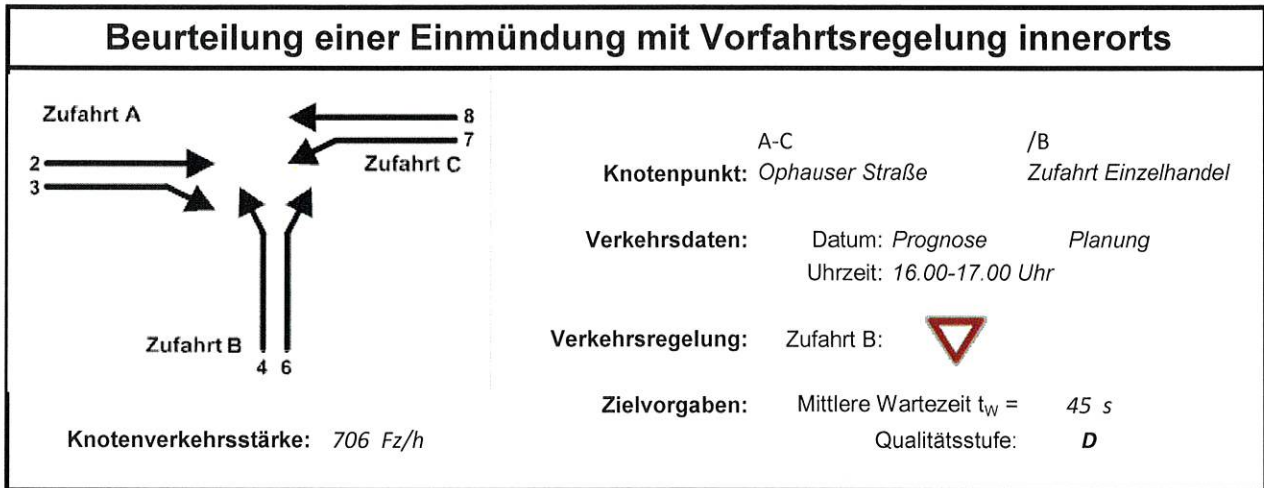 Beurteilung einer Einmündung mit Vorfahrtsregelung innerorts
Zufahrt A
8
7
Zufahrt C
2
3
Zufahrt B
4 6
Knotenverkehrsstärke: 706 Fz/h
A-C /B
Knotenpunkt: Ophauser Straße Zufahrt Einzelhandel
Verkehrsdaten: Datum: Prognose Planung
Uhrzeit: 16.00-17.00 Uhr
Verkehrsregelung: Zufahrt B:
Zielvorgaben: Mittlere Wartezeit tW = 45 s
Qualitätsstufe: D